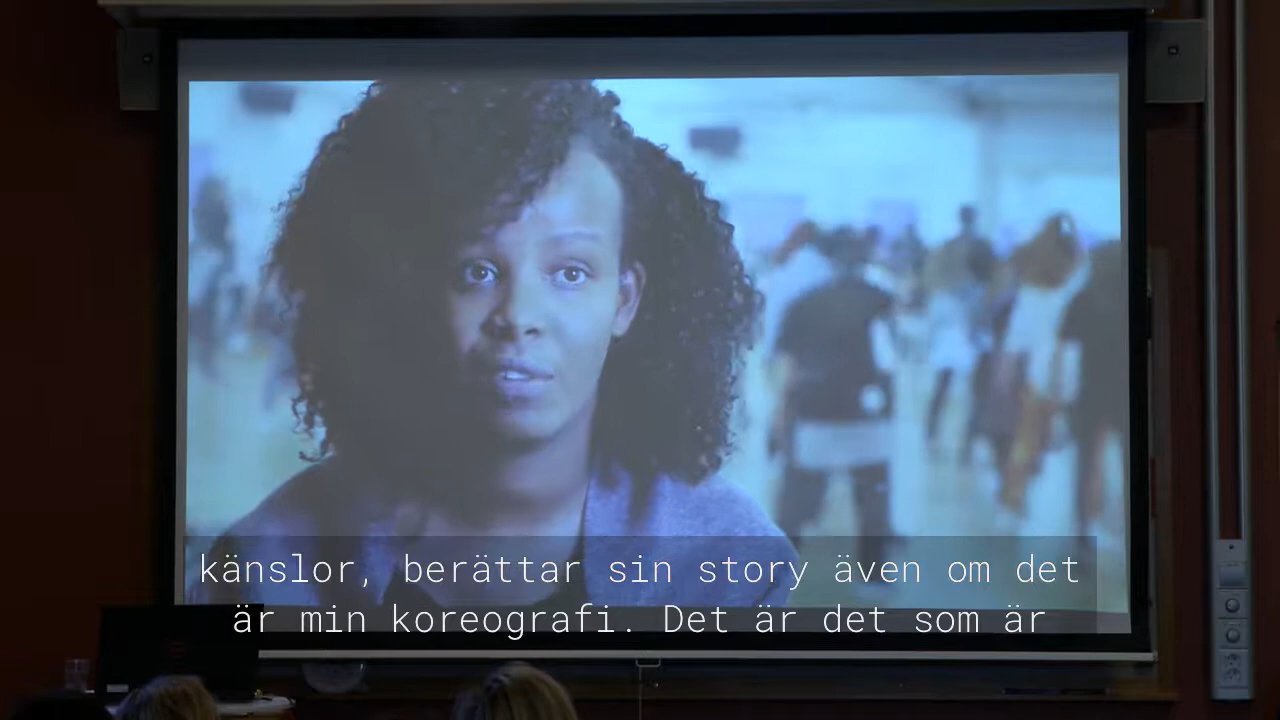 känslor, berättar sin story även om det
är min koreografi. Det är det som är